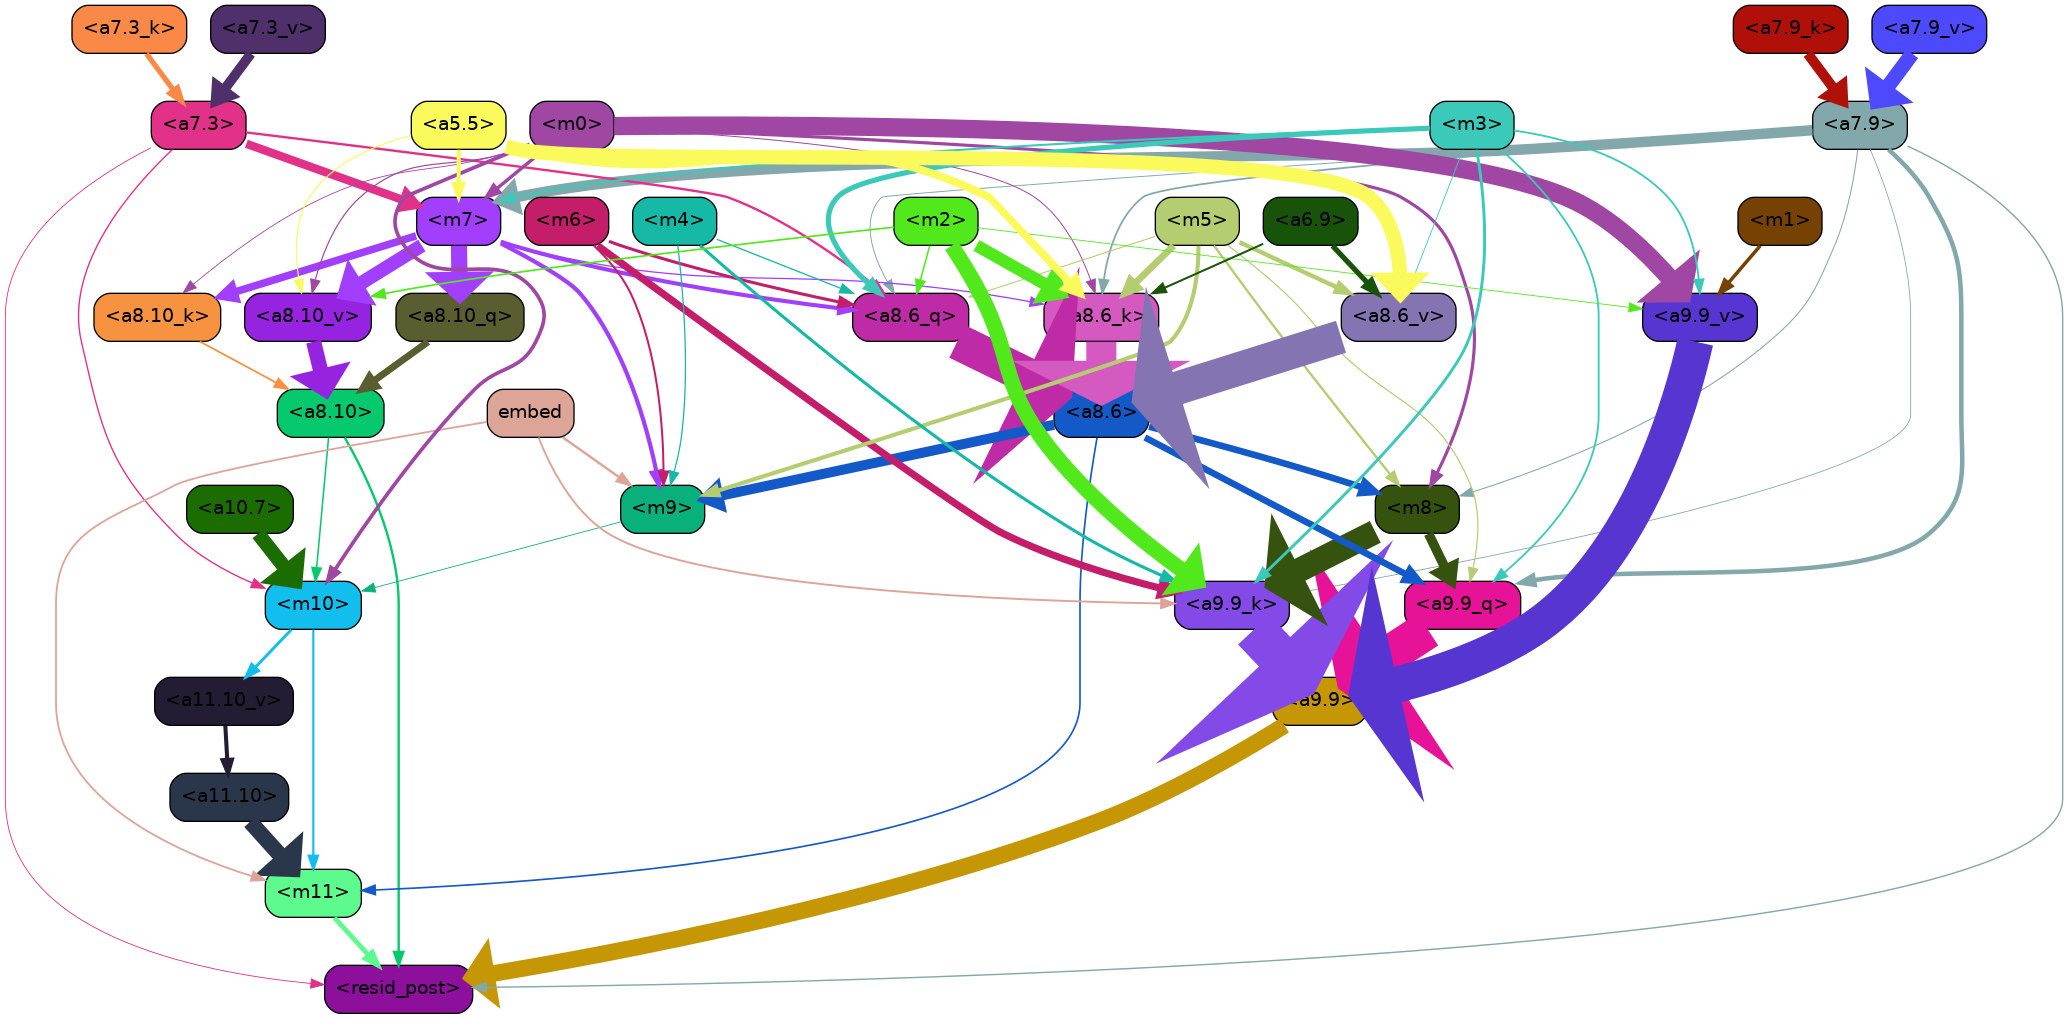 <a7.3_k> <a7.3_v> <a7.9_k> <a7.9_v>
<a7.3> <a5.5> <m0> <m3> <a7.9>
<m7> <m6> <m4> <m2> <m5> <a6.9> <m1>
<a8.10_k> <a8.10_v> <a8.10_q> <a8.6_q> <a8.6_k> <a8.6_v> <a9.9_v>
<a8.10> embed <a8.6>
<a10.7> <m9> <m8>
<m10> <a9.9_k> <a9.9_q>
<a11.10_v> <a9.9>
<a11.10>
<m11>
<resid_post>